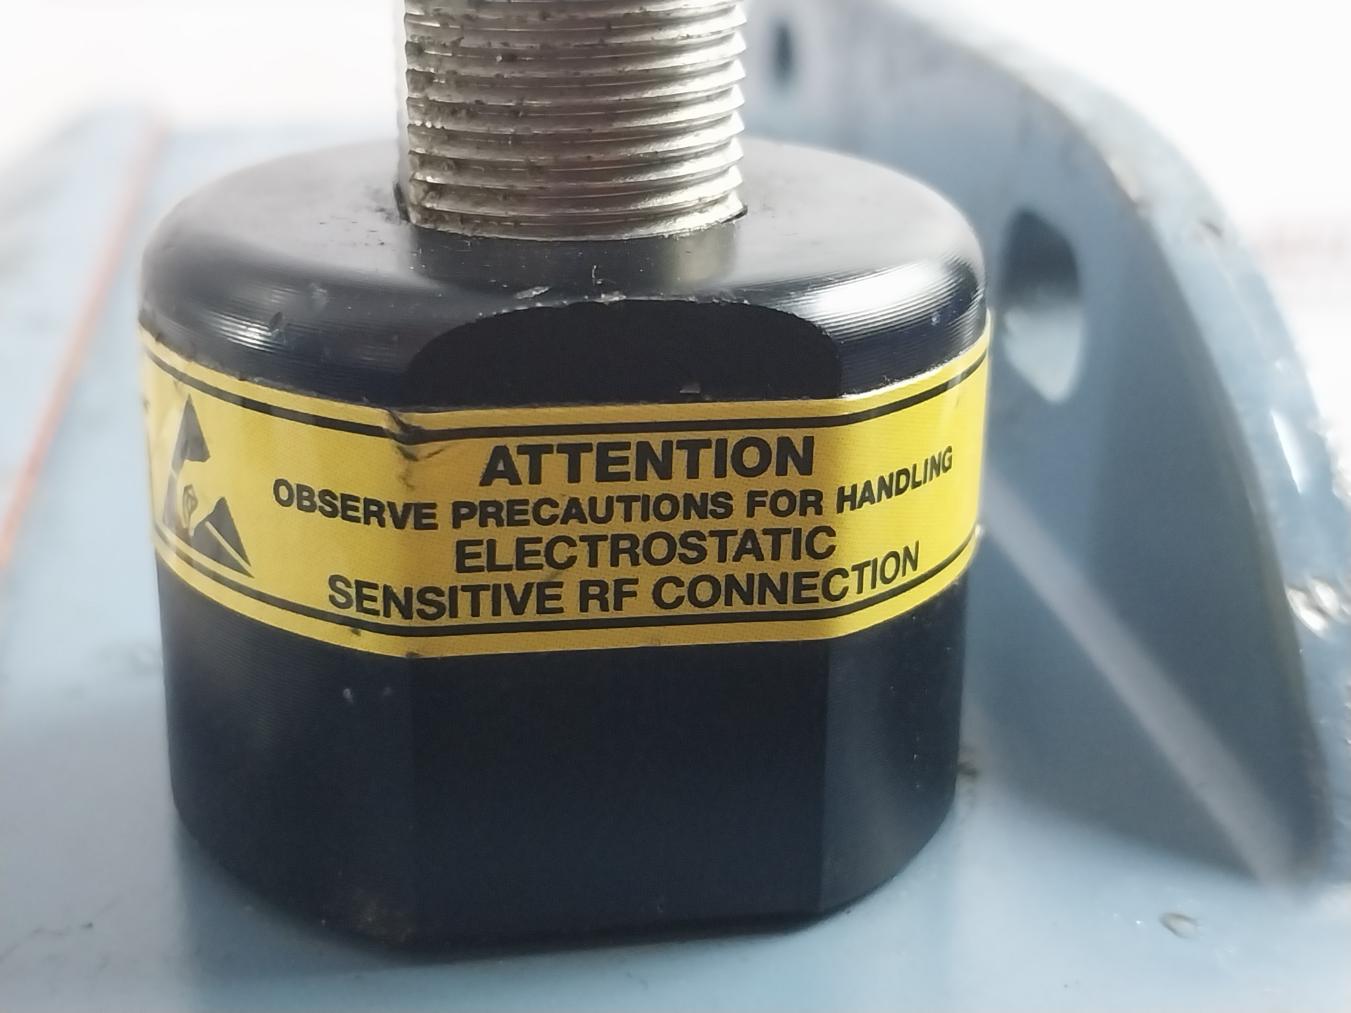 ATTENTION
OBSERVE PRECAUTIONS FOR HANDLING
ELECTROSTATIC
SENSITIVE RF CONNECTION